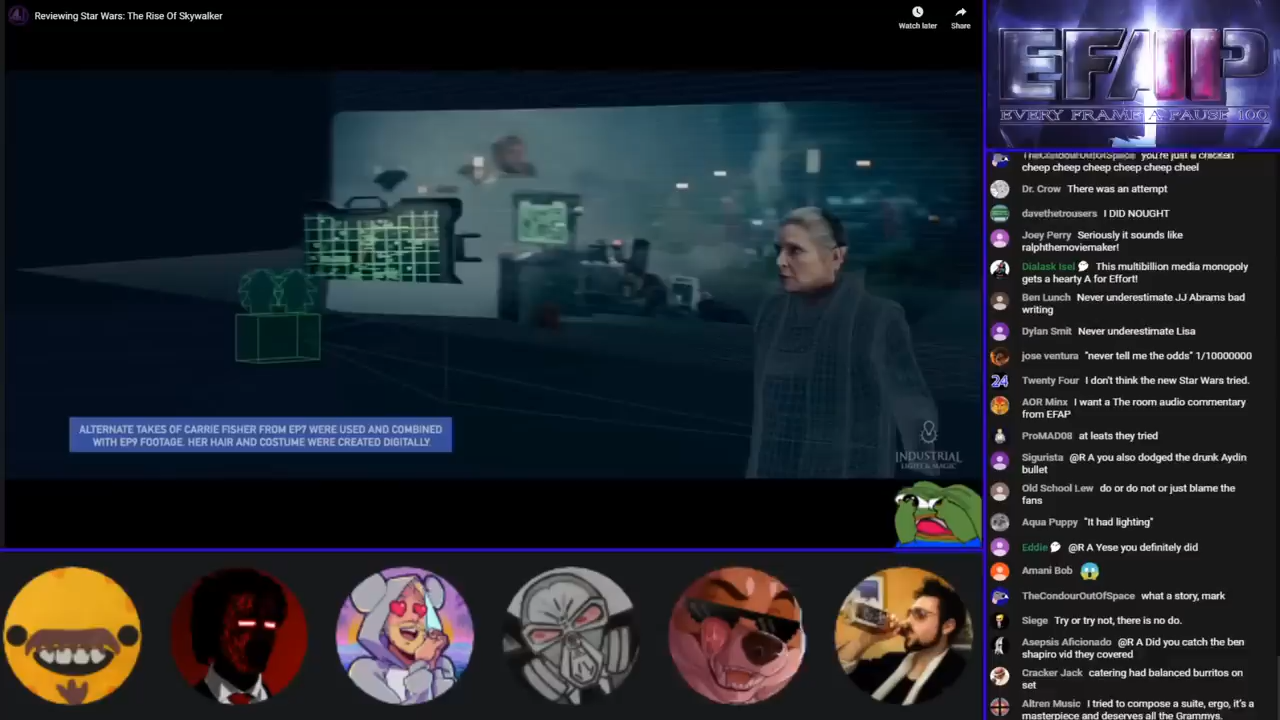 Reviewing Star Wars: The Rise Of Skywalker
Watch later
Share
ALTERNATE TAKES OF CARRIE FISHER FROM EP7 WERE USED AND COMBINED
WITH EP9 FOOTAGE. HER HAIR AND COSTUME WERE CREATED DIGITALLY.
INDUSTRIAL
LIGHT & MAGIC
EFAP
EVERY FRAME A PAUSE 100
TheCondourOutOfSpace you're just a chicken
cheep cheep cheep cheep cheep cheel
Dr. Crow There was an attempt
davethetrousers I DID NOUGHT
Joey Perry Seriously it sounds like
ralphthemoviemaker!
Dialask Isel This multibillion media monopoly
gets a hearty A for Effort!
Ben Lunch Never underestimate JJ Abrams bad
writing
Dylan Smit Never underestimate Lisa
jose ventura "never tell me the odds" 1/10000000
24 Twenty Four I don't think the new Star Wars tried.
AOR Minx I want a The room audio commentary
from EFAP
ProMAD08 at leats they tried
Sigurista @R A you also dodged the drunk Aydin
bullet
Old School Lew do or do not or just blame the
fans
Aqua Puppy "It had lighting"
Eddie @R A Yese you definitely did
Amani Bob
TheCondourOutOfSpace what a story, mark
Siege Try or try not, there is no do.
Asepsis Aficionado @R A Did you catch the ben
shapiro vid they covered
Cracker Jack catering had balanced burritos on
set
Altren Music I tried to compose a suite, ergo, it's a
masterpiece and deserves all the Grammys.